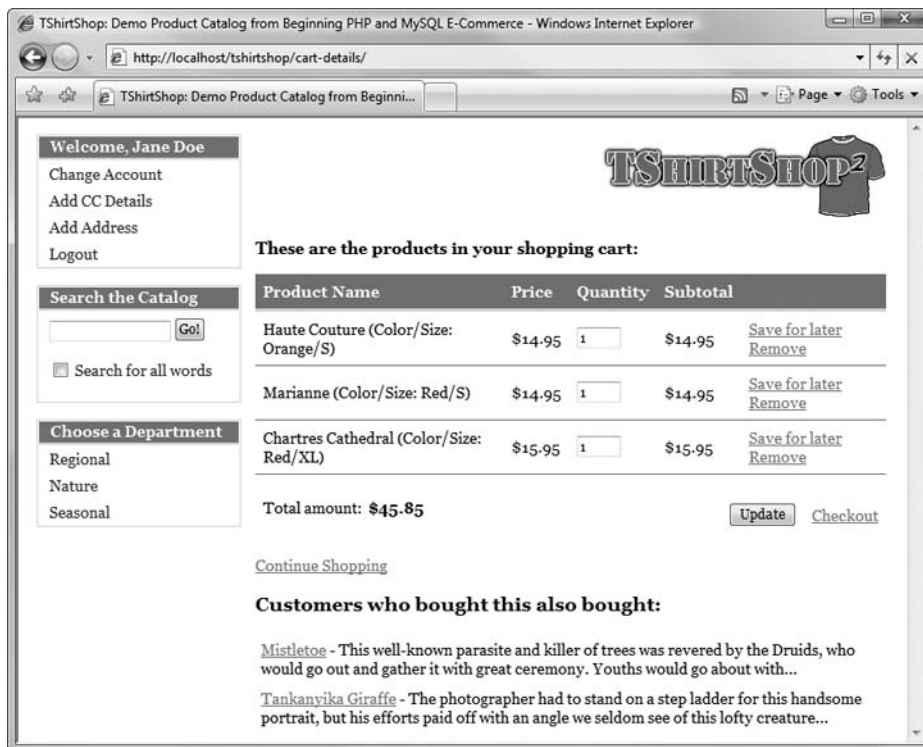 TShirtShop: Demo Product Catalog from Beginning PHP and MySQL E-Commerce - Windows Internet Explorer
http://localhost/tshirtshop/cart-details/
TShirtShop: Demo Product Catalog from Beginni...
Page
Tools
Welcome, Jane Doe
Change Account
Add CC Details
Add Address
Logout
Search the Catalog
Go!
Search for all words
Choose a Department
Regional
Nature
Seasonal
TShirtShop2
These are the products in your shopping cart:
Product Name Price Quantity Subtotal
Haute Couture (Color/Size:
Orange/S)
$14.95 1 $14.95
Save for later
Remove
Marianne (Color/Size: Red/S)
$14.95 1 $14.95
Save for later
Remove
Chartres Cathedral (Color/Size:
Red/XL)
$15.95 1 $15.95
Save for later
Remove
Total amount: $45.85
Update
Checkout
Continue Shopping
Customers who bought this also bought:
Mistletoe - This well-known parasite and killer of trees was revered by the Druids, who
would go out and gather it with great ceremony. Youths would go about with...
Tankanyika Giraffe - The photographer had to stand on a step ladder for this handsome
portrait, but his efforts paid off with an angle we seldom see of this lofty creature...